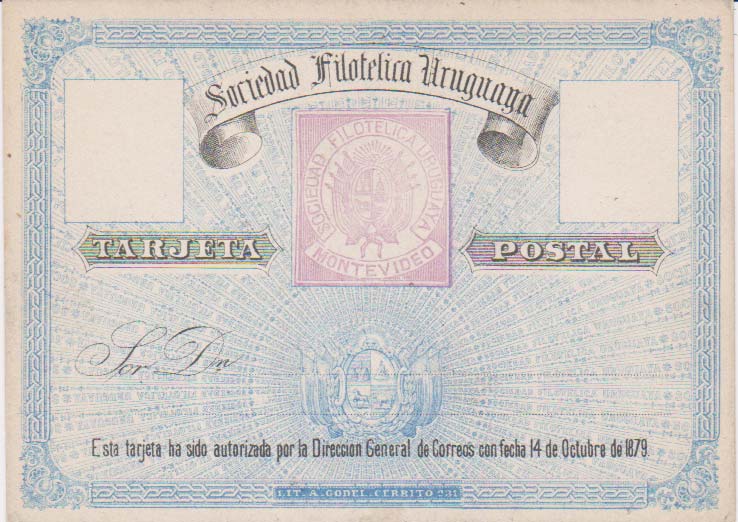 Sociedad Filotelica Uruguaya
SOCIEDAD FILOTELICA URUGUAYA
MONTEVIDEO
TARJETA POSTAL
Sor. Dn
Esta tarjeta ha sido autorizada por la Direccion General de Correos con fecha 14 de Octubre de 1879.
LIT. A. GODEL. CERRITO 231